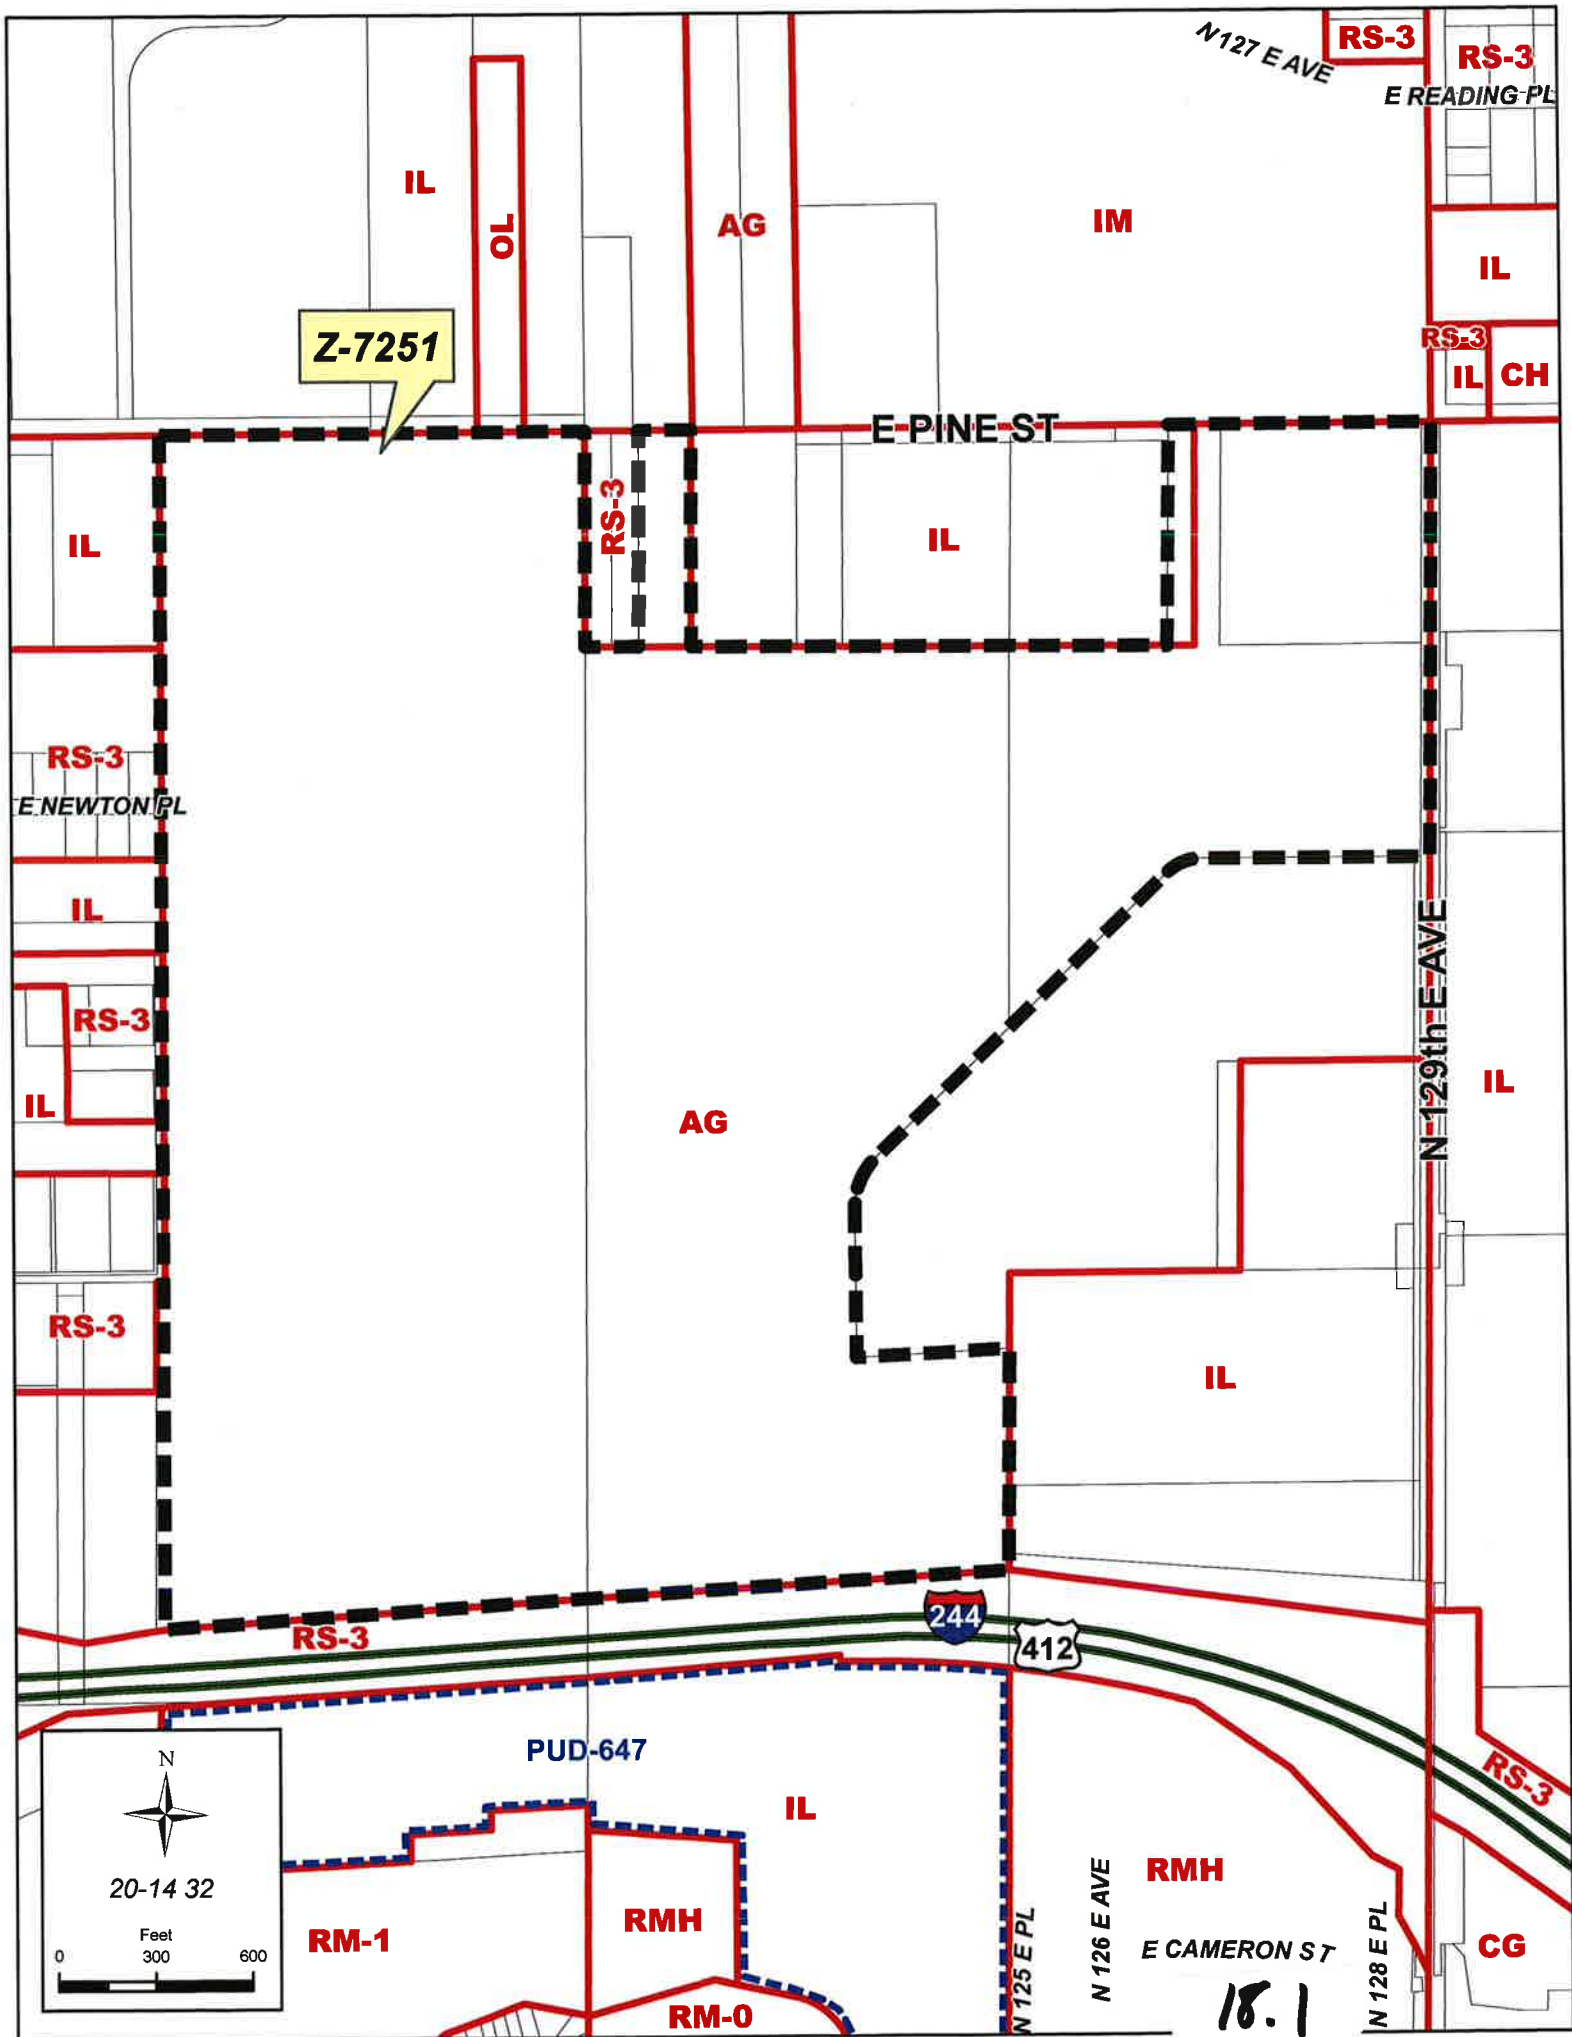 N 127 E AVE
RS-3
RS-3
E READING PL
IL
OL
AG
IM
IL
Z-7251
RS-3
IL
CH
E PINE ST
RS-3
IL
IL
RS-3
E NEWTON PL
IL
N 129th E AVE
RS-3
IL
IL
AG
RS-3
IL
244
412
RS-3
PUD-647
RS-3
IL
N
20-14 32
Feet
0 300 600
RM-1
RMH
RM-0
N 125 E PL
N 126 E AVE
RMH
E CAMERON ST
N 128 E PL
CG
18.1